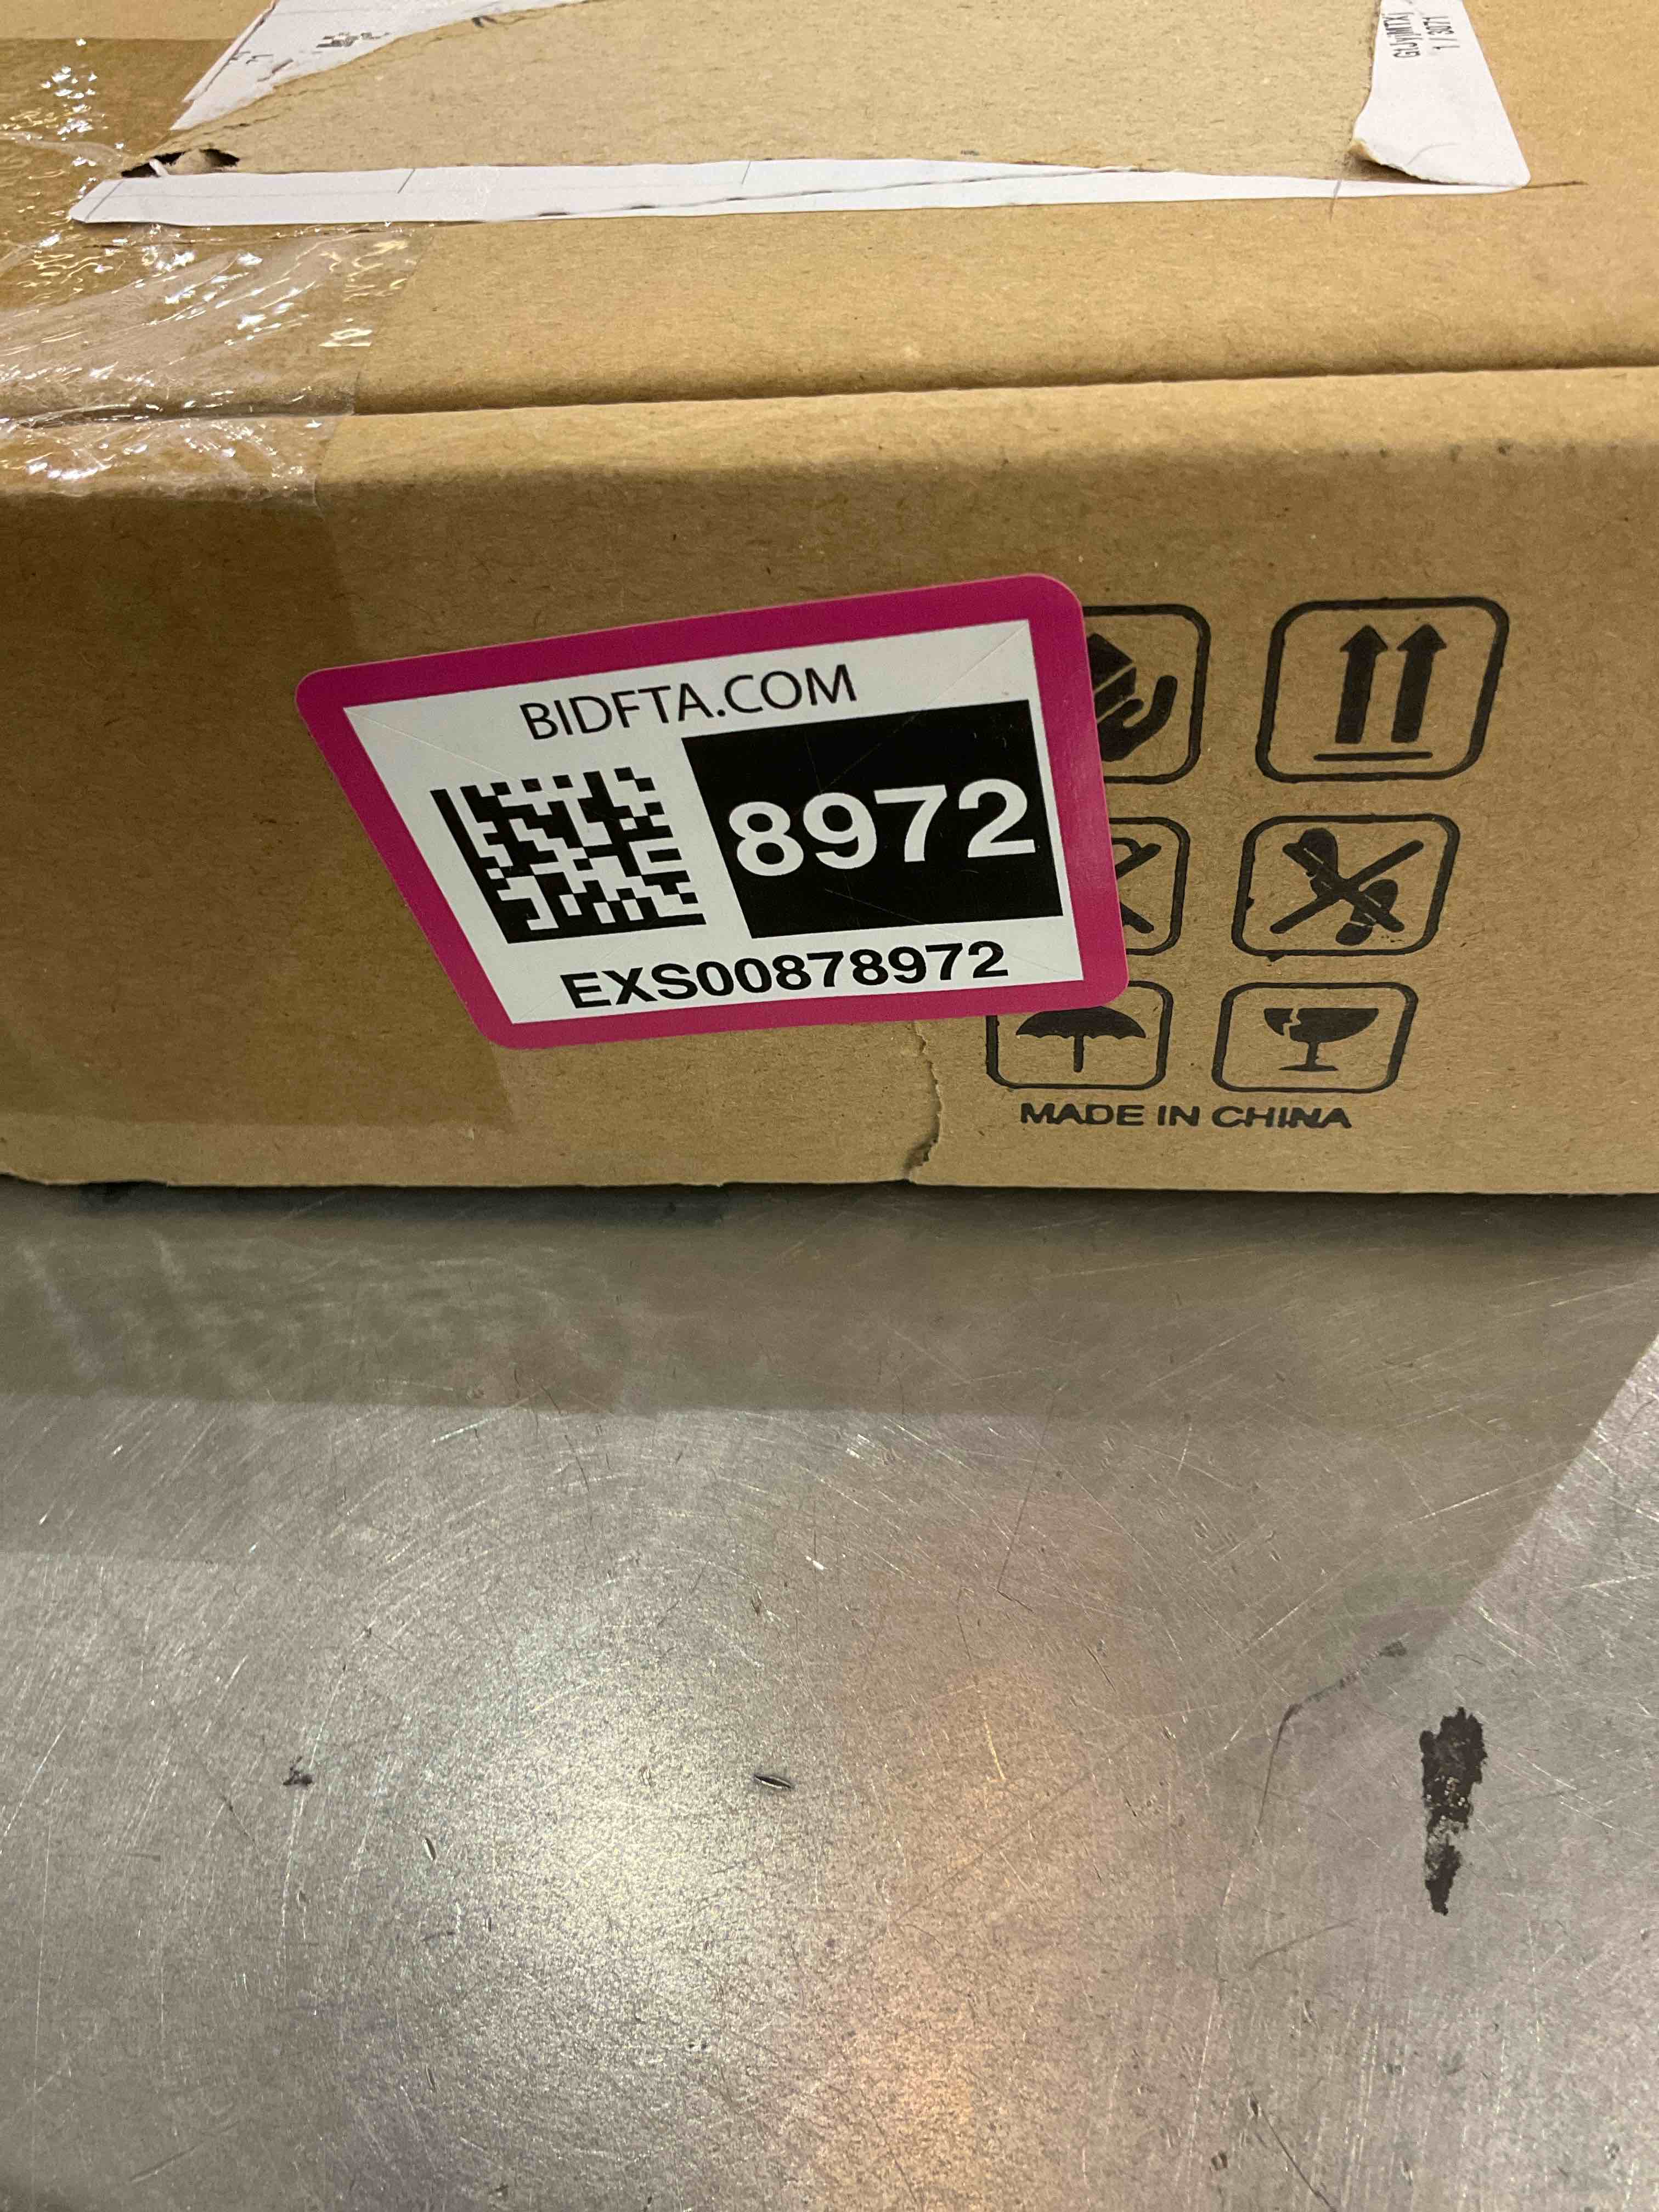 BIDFTA.COM
8972
EXS00878972
MADE IN CHINA